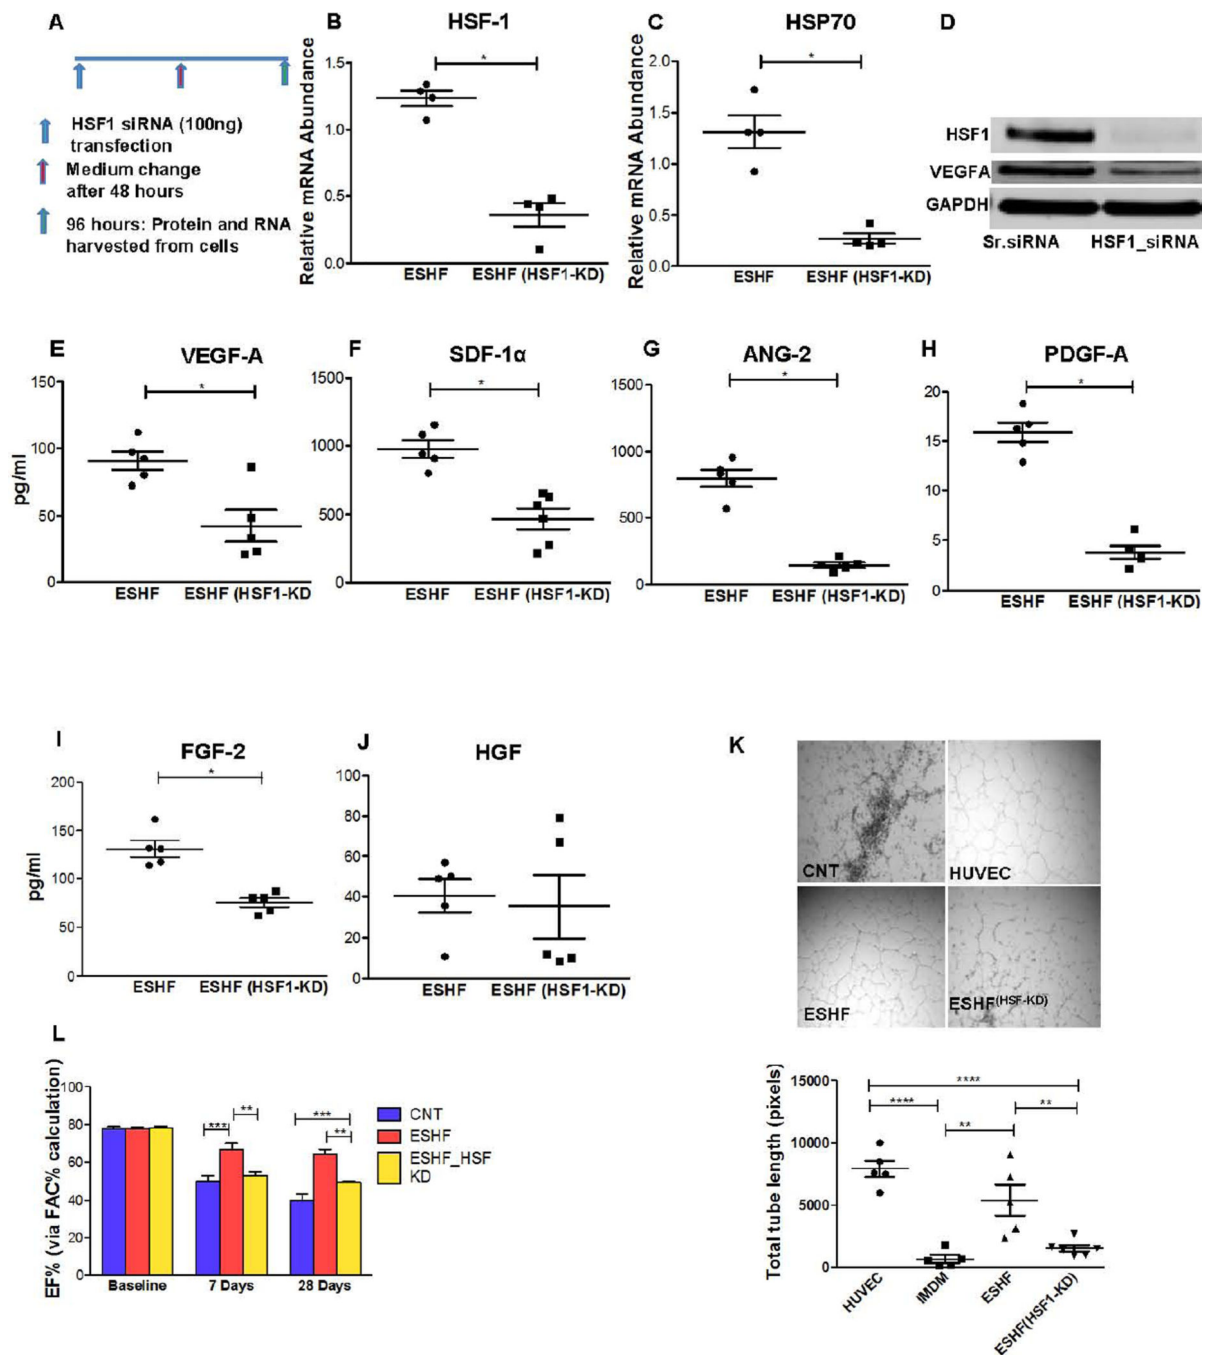 A
HSF1 siRNA (100ng)
transfection
Medium change
after 48 hours
96 hours: Protein and RNA
harvested from cells
B
HSF-1
Relative mRNA Abundance
1.5
1.0
0.5
0.0
*
ESHF
ESHF (HSF1-KD)
C
HSP70
Relative mRNA Abundance
2.0
1.5
1.0
0.5
0.0
*
ESHF
ESHF (HSF1-KD)
D
HSF1
VEGFA
GAPDH
Sr.siRNA
HSF1_siRNA
E
VEGF-A
pg/ml
150
100
50
0
*
ESHF
ESHF (HSF1-KD
F
SDF-1α
1500
1000
500
0
*
ESHF
ESHF (HSF1-KD)
G
ANG-2
1500
1000
500
0
*
ESHF
ESHF (HSF1-KD)
H
PDGF-A
20
15
10
5
0
*
ESHF
ESHF (HSF1-KD)
I
FGF-2
pg/ml
200
150
100
50
0
*
ESHF
ESHF (HSF1-KD)
J
HGF
100
80
60
40
20
0
ESHF
ESHF (HSF1-KD)
K
CNT
HUVEC
ESHF
ESHF(HSF-KD)
Total tube length (pixels)
15000
10000
5000
0
****
****
**
**
HUVEC
IMDM
ESHF
ESHF(HSF1-KD)
L
EF% (via FAC% calculation)
100
80
60
40
20
0
***
**
***
**
Baseline
7 Days
28 Days
CNT
ESHF
ESHF_HSF
KD